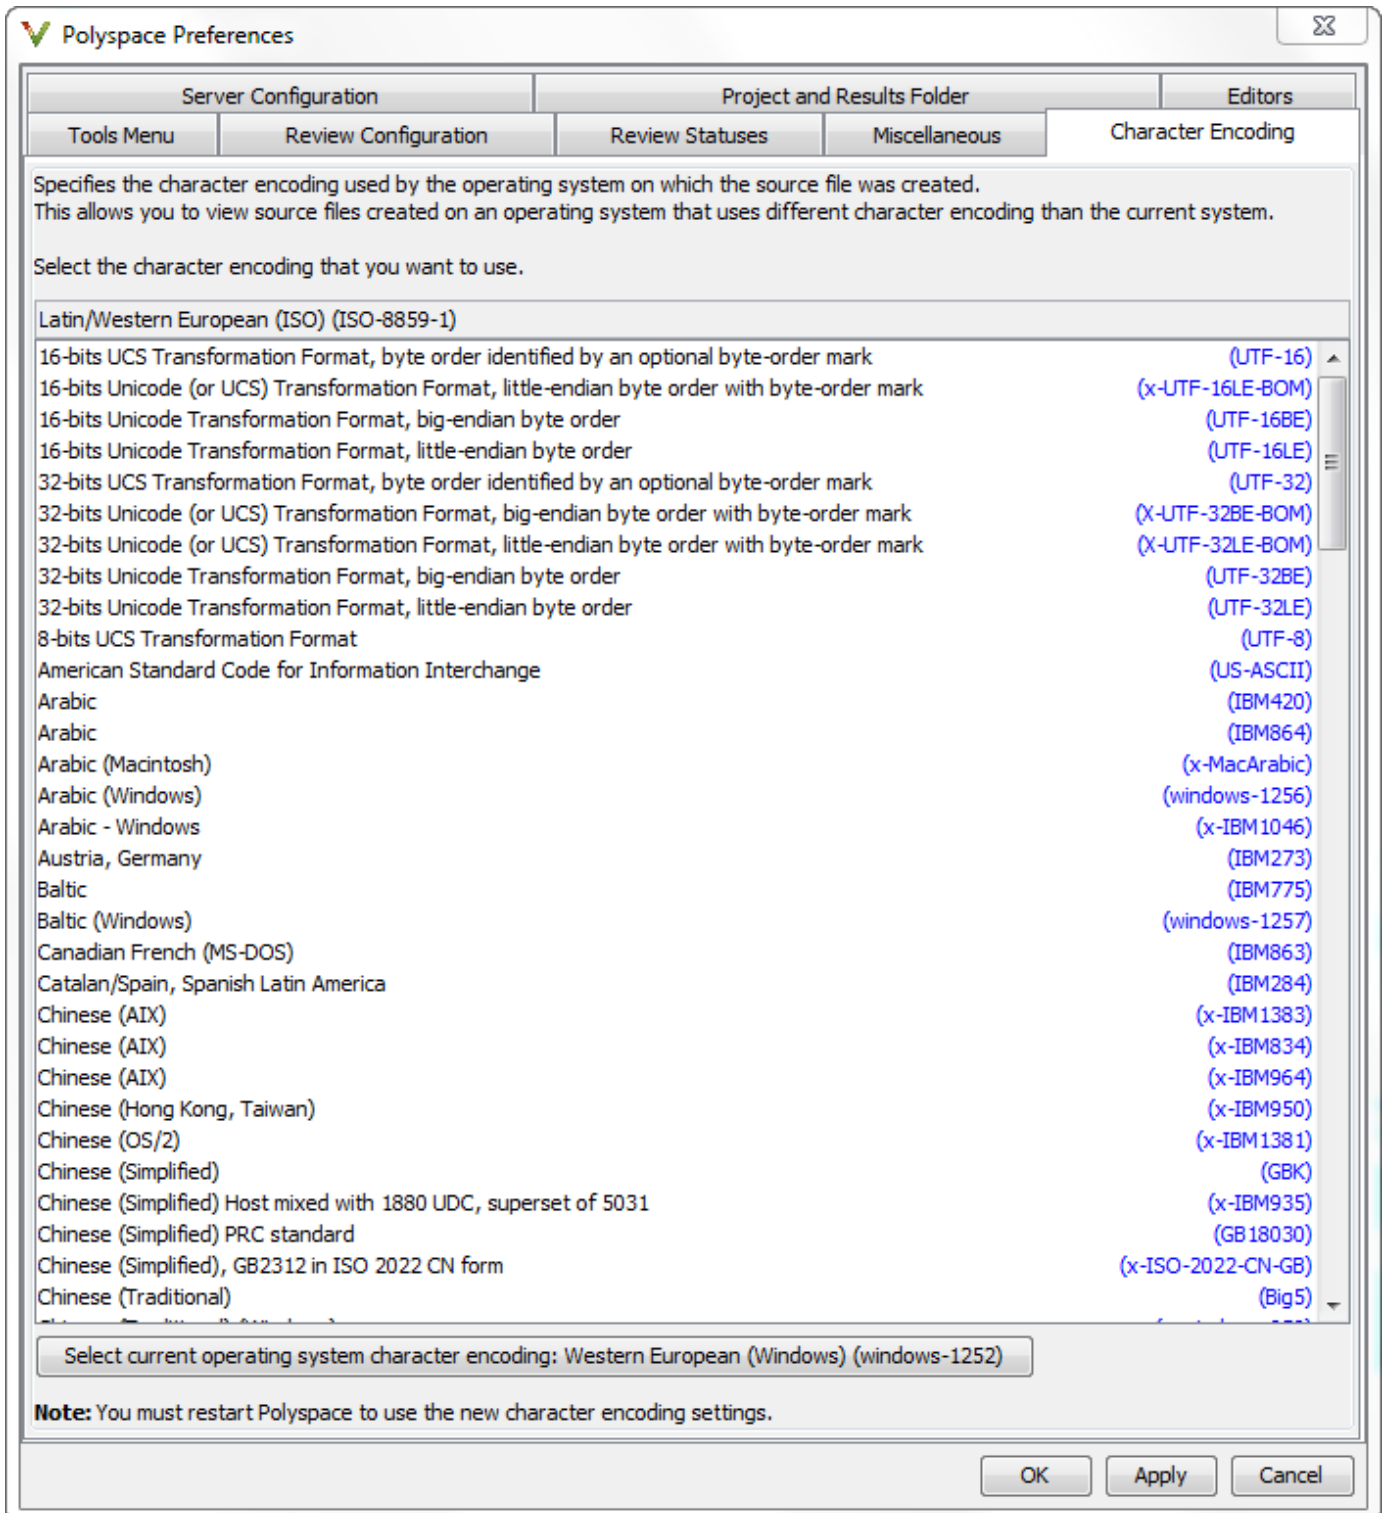 Polyspace Preferences
Server Configuration
Project and Results Folder
Editors
Tools Menu
Review Configuration
Review Statuses
Miscellaneous
Character Encoding
Specifies the character encoding used by the operating system on which the source file was created.
This allows you to view source files created on an operating system that uses different character encoding than the current system.
Select the character encoding that you want to use.
Latin/Western European (ISO) (ISO-8859-1)
16-bits UCS Transformation Format, byte order identified by an optional byte-order mark (UTF-16)
16-bits Unicode (or UCS) Transformation Format, little-endian byte order with byte-order mark (x-UTF-16LE-BOM)
16-bits Unicode Transformation Format, big-endian byte order (UTF-16BE)
16-bits Unicode Transformation Format, little-endian byte order (UTF-16LE)
32-bits UCS Transformation Format, byte order identified by an optional byte-order mark (UTF-32)
32-bits Unicode (or UCS) Transformation Format, big-endian byte order with byte-order mark (X-UTF-32BE-BOM)
32-bits Unicode (or UCS) Transformation Format, little-endian byte order with byte-order mark (X-UTF-32LE-BOM)
32-bits Unicode Transformation Format, big-endian byte order (UTF-32BE)
32-bits Unicode Transformation Format, little-endian byte order (UTF-32LE)
8-bits UCS Transformation Format (UTF-8)
American Standard Code for Information Interchange (US-ASCII)
Arabic (IBM420)
Arabic (IBM864)
Arabic (Macintosh) (x-MacArabic)
Arabic (Windows) (windows-1256)
Arabic - Windows (x-IBM1046)
Austria, Germany (IBM273)
Baltic (IBM775)
Baltic (Windows) (windows-1257)
Canadian French (MS-DOS) (IBM863)
Catalan/Spain, Spanish Latin America (IBM284)
Chinese (AIX) (x-IBM1383)
Chinese (AIX) (x-IBM834)
Chinese (AIX) (x-IBM964)
Chinese (Hong Kong, Taiwan) (x-IBM950)
Chinese (OS/2) (x-IBM1381)
Chinese (Simplified) (GBK)
Chinese (Simplified) Host mixed with 1880 UDC, superset of 5031 (x-IBM935)
Chinese (Simplified) PRC standard (GB18030)
Chinese (Simplified), GB2312 in ISO 2022 CN form (x-ISO-2022-CN-GB)
Chinese (Traditional) (Big5)
Select current operating system character encoding: Western European (Windows) (windows-1252)
Note: You must restart Polyspace to use the new character encoding settings.
OK
Apply
Cancel